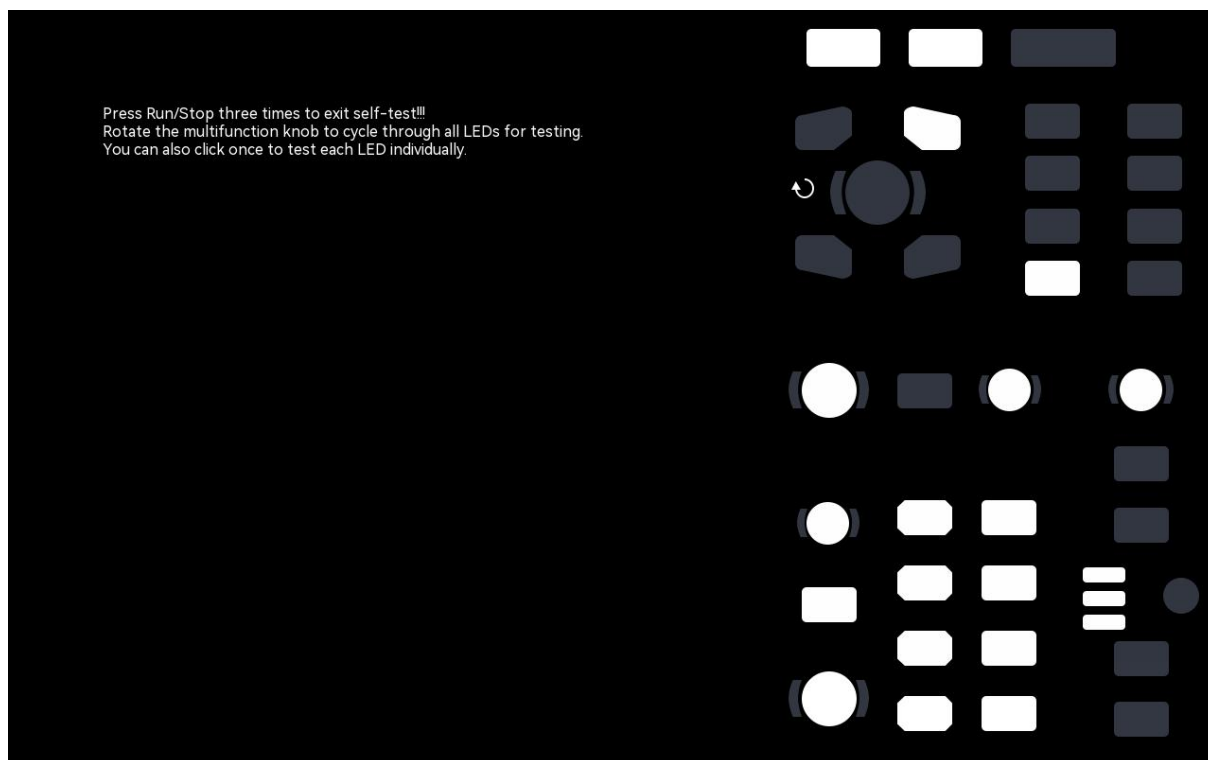 Press Run/Stop three times to exit self-test!!!
Rotate the multifunction knob to cycle through all LEDs for testing.
You can also click once to test each LED individually.